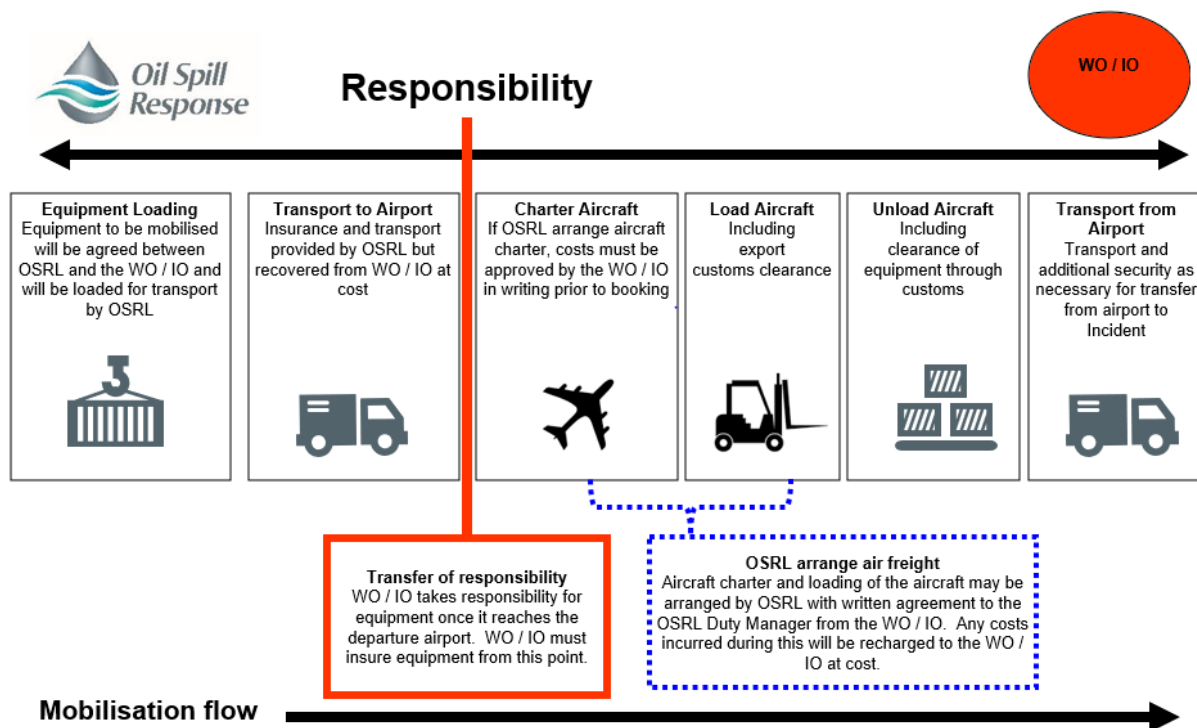 Oil Spill
Response
Responsibility
WO / IO
Equipment Loading
Equipment to be mobilised
will be agreed between
OSRL and the WO / IO and
will be loaded for transport
by OSRL
Transport to Airport
Insurance and transport
provided by OSRL but
recovered from WO / IO at
cost
Charter Aircraft
If OSRL arrange aircraft
charter, costs must be
approved by the WO / IO
in writing prior to booking
Load Aircraft
Including
export
customs clearance
Unload Aircraft
Including
clearance of
equipment through
customs
Transport from
Airport
Transport and
additional security as
necessary for transfer
from airport to
Incident
Transfer of responsibility
WO / IO takes responsibility for
equipment once it reaches the
departure airport.  WO / IO must
insure equipment from this point.
OSRL arrange air freight
Aircraft charter and loading of the aircraft may be
arranged by OSRL with written agreement to the
OSRL Duty Manager from the WO / IO.  Any costs
incurred during this will be recharged to the WO /
IO at cost.
Mobilisation flow